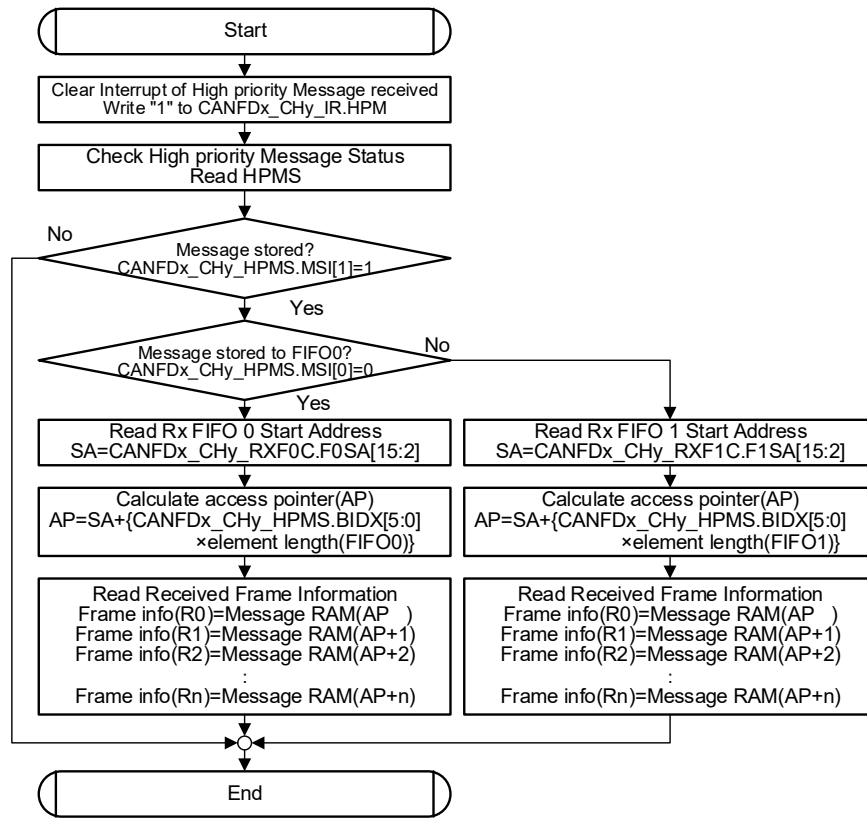 Start
Clear Interrupt of High priority Message received
Write "1" to CANFDx_CHy_IR.HPM
Check High priority Message Status
Read HPMS
No
Message stored?
CANFDx_CHy_HPMS.MSI[1]=1
Yes
No
Message stored to FIFO0?
CANFDx_CHy_HPMS.MSI[0]=0
Yes
Read Rx FIFO 0 Start Address
SA=CANFDx_CHy_RXF0C.F0SA[15:2]
Calculate access pointer(AP)
AP=SA+{CANFDx_CHy_HPMS.BIDX[5:0]
×element length(FIFO0)}
Read Received Frame Information
Frame info(R0)=Message RAM(AP )
Frame info(R1)=Message RAM(AP+1)
Frame info(R2)=Message RAM(AP+2)
:
Frame info(Rn)=Message RAM(AP+n)
Read Rx FIFO 1 Start Address
SA=CANFDx_CHy_RXF1C.F1SA[15:2]
Calculate access pointer(AP)
AP=SA+{CANFDx_CHy_HPMS.BIDX[5:0]
×element length(FIFO1)}
Read Received Frame Information
Frame info(R0)=Message RAM(AP )
Frame info(R1)=Message RAM(AP+1)
Frame info(R2)=Message RAM(AP+2)
:
Frame info(Rn)=Message RAM(AP+n)
End